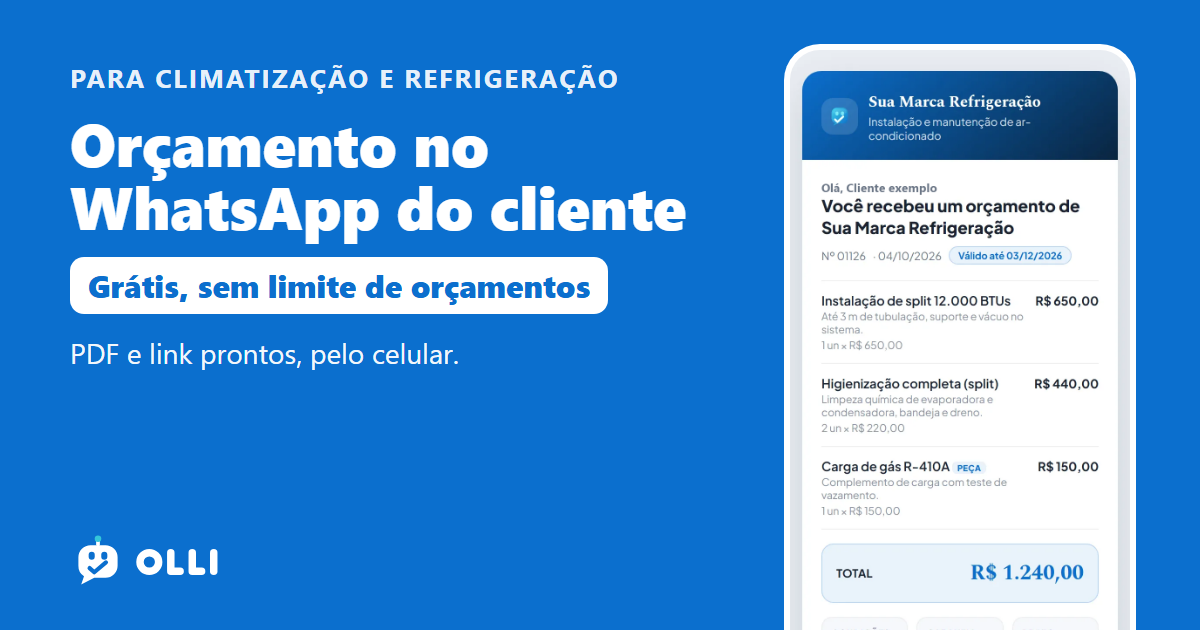 PARA CLIMATIZAÇÃO E REFRIGERAÇÃO
Orçamento no
WhatsApp do cliente
Grátis, sem limite de orçamentos
PDF e link prontos, pelo celular.
OLLI
Sua Marca Refrigeração
Instalação e manutenção de ar-
condicionado
Olá, Cliente exemplo
Você recebeu um orçamento de
Sua Marca Refrigeração
Nº 01126 · 04/10/2026 Válido até 03/12/2026
Instalação de split 12.000 BTUs R$ 650,00
Até 3 m de tubulação, suporte e vácuo no
sistema.
1 un × R$ 650,00
Higienização completa (split) R$ 440,00
Limpeza química de evaporadora e
condensadora, bandeja e dreno.
2 un × R$ 220,00
Carga de gás R-410A PEÇA R$ 150,00
Complemento de carga com teste de
vazamento.
1 un × R$ 150,00
TOTAL R$ 1.240,00